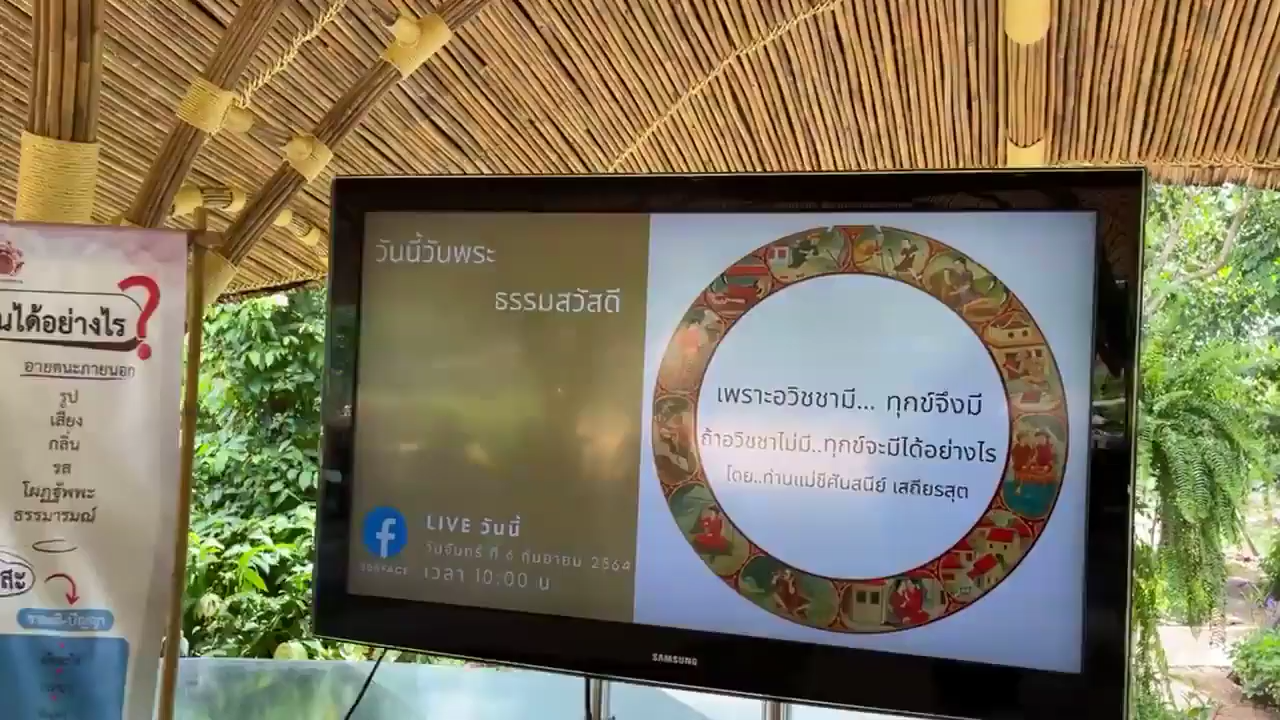 นได้อย่างไร?
อายตนะภายนอก
รูป
เสียง
กลิ่น
รส
โผฏฐัพพะ
ธรรมารมณ์
สะ
วันนี้วันพระ
ธรรมสวัสดี
LIVE วันนี้
วันจันทร์ ที่ 6 กันยายน 2564
เวลา 10:00 น
เพราะอวิชชามี... ทุกข์จึงมี
ถ้าอวิชชาไม่มี..ทุกข์จะมีได้อย่างไร
โดย..ท่านแม่ชีศันสนีย์ เสถียรสุต
SAMSUNG